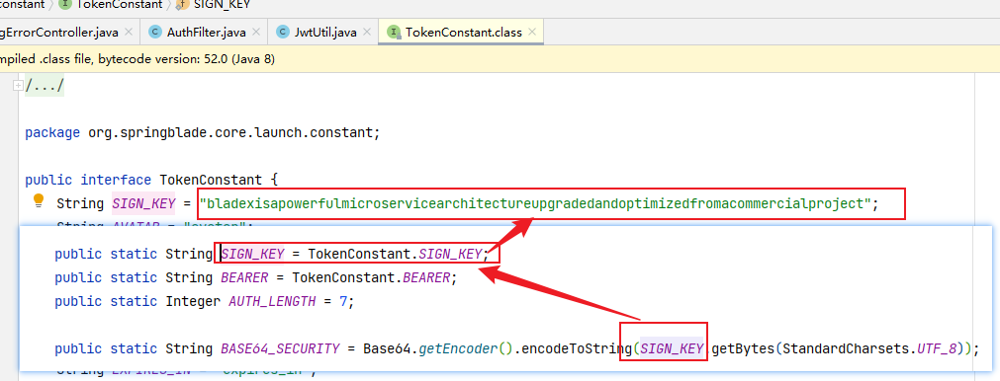 onstant › TokenConstant › SIGN_KEY
gErrorController.java × AuthFilter.java × JwtUtil.java × TokenConstant.class ×
mpiled .class file, bytecode version: 52.0 (Java 8)
/.../
package org.springblade.core.launch.constant;
public interface TokenConstant {
String SIGN_KEY = "bladexisapowerfulmicroservicearchitectureupgradedandoptimizedfromacommercialproject";
String AVATAR = "avatar";
public static String SIGN_KEY = TokenConstant.SIGN_KEY;
public static String BEARER = TokenConstant.BEARER;
public static Integer AUTH_LENGTH = 7;
public static String BASE64_SECURITY = Base64.getEncoder().encodeToString(SIGN_KEY.getBytes(StandardCharsets.UTF_8));
String EXPIRES_IN = "expires_in";